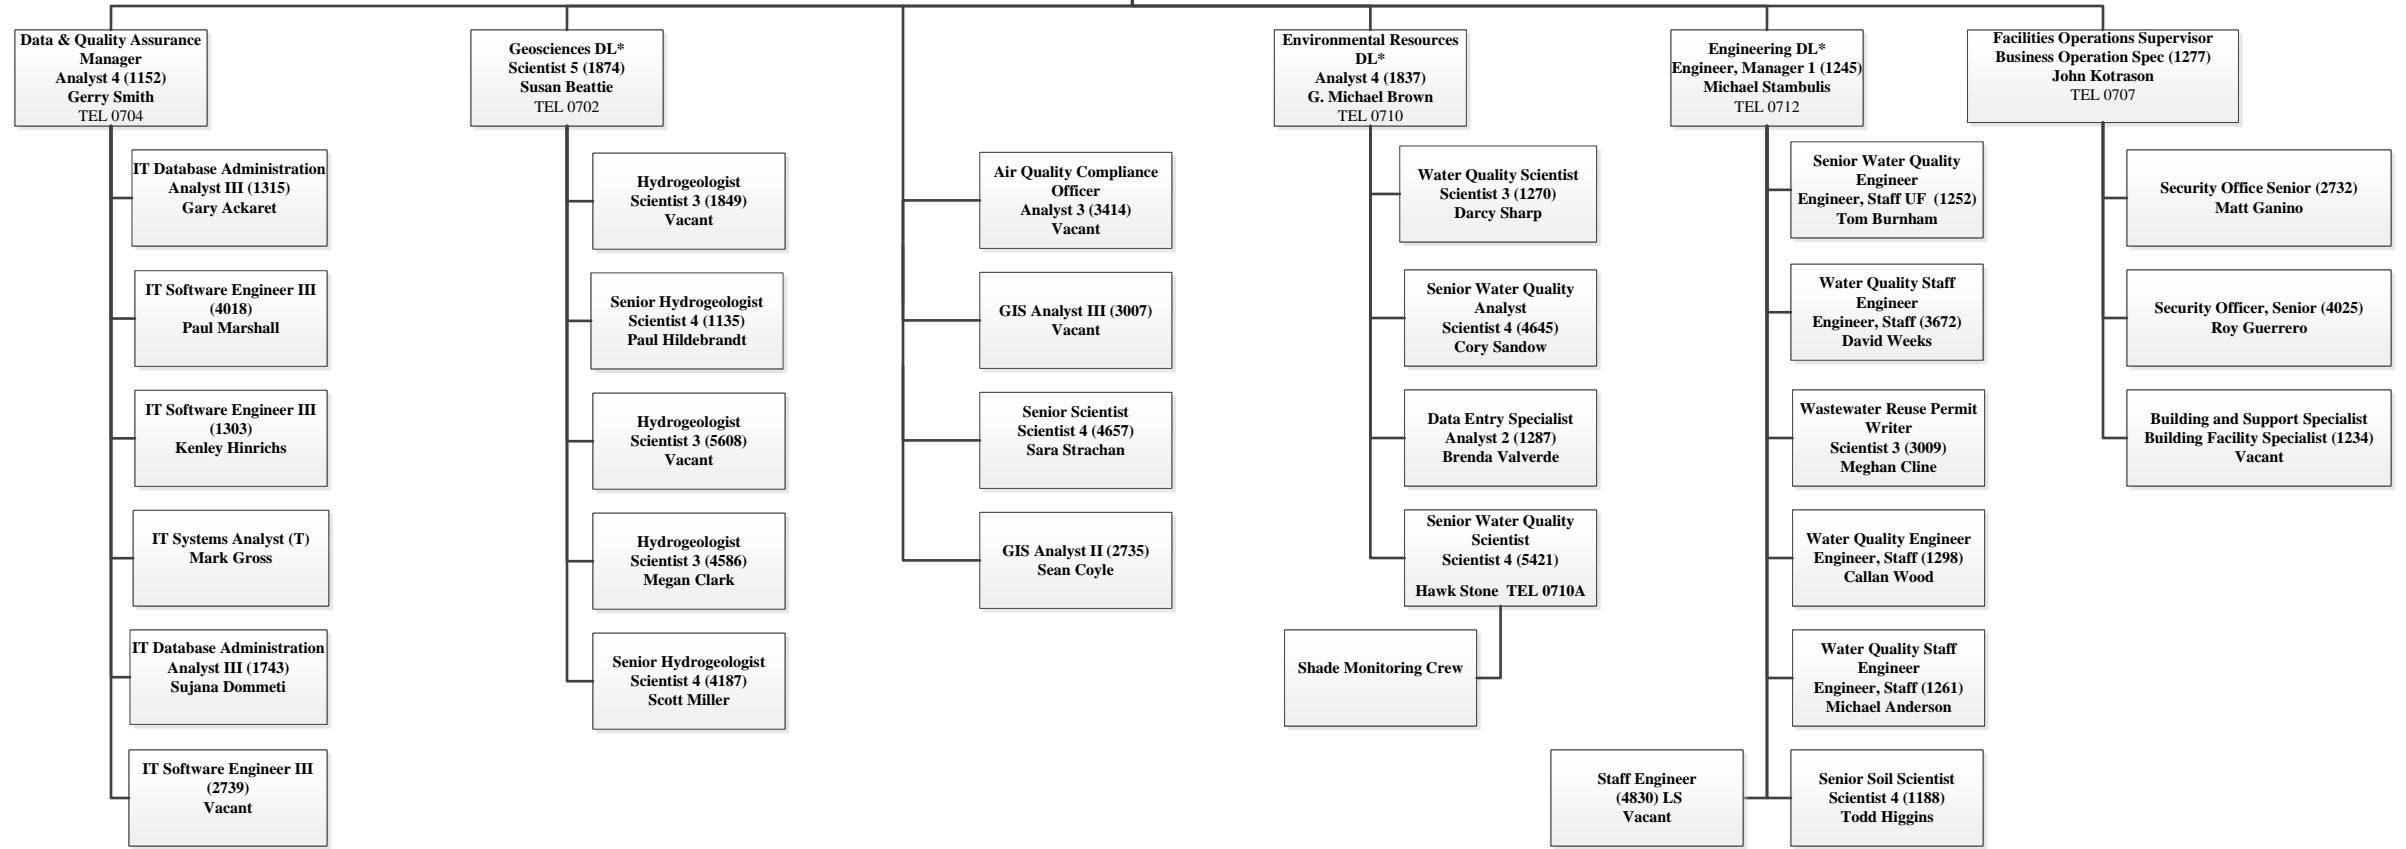 Data & Quality Assurance
Manager
Analyst 4 (1152)
Gerry Smith
TEL 0704
IT Database Administration
Analyst III (1315)
Gary Ackaret
IT Software Engineer III
(4018)
Paul Marshall
IT Software Engineer III
(1303)
Kenley Hinrichs
IT Systems Analyst (T)
Mark Gross
IT Database Administration
Analyst III (1743)
Sujana Dommeti
IT Software Engineer III
(2739)
Vacant
Geosciences DL*
Scientist 5 (1874)
Susan Beattie
TEL 0702
Hydrogeologist
Scientist 3 (1849)
Vacant
Senior Hydrogeologist
Scientist 4 (1135)
Paul Hildebrandt
Hydrogeologist
Scientist 3 (5608)
Vacant
Hydrogeologist
Scientist 3 (4586)
Megan Clark
Senior Hydrogeologist
Scientist 4 (4187)
Scott Miller
Air Quality Compliance
Officer
Analyst 3 (3414)
Vacant
GIS Analyst III (3007)
Vacant
Senior Scientist
Scientist 4 (4657)
Sara Strachan
GIS Analyst II (2735)
Sean Coyle
Environmental Resources
DL*
Analyst 4 (1837)
G. Michael Brown
TEL 0710
Water Quality Scientist
Scientist 3 (1270)
Darcy Sharp
Senior Water Quality
Analyst
Scientist 4 (4645)
Cory Sandow
Data Entry Specialist
Analyst 2 (1287)
Brenda Valverde
Senior Water Quality
Scientist
Scientist 4 (5421)
Hawk Stone  TEL 0710A
Shade Monitoring Crew
Engineering DL*
Engineer, Manager 1 (1245)
Michael Stambulis
TEL 0712
Senior Water Quality
Engineer
Engineer, Staff UF  (1252)
Tom Burnham
Water Quality Staff
Engineer
Engineer, Staff (3672)
David Weeks
Wastewater Reuse Permit
Writer
Scientist 3 (3009)
Meghan Cline
Water Quality Engineer
Engineer, Staff (1298)
Callan Wood
Water Quality Staff
Engineer
Engineer, Staff (1261)
Michael Anderson
Staff Engineer
(4830) LS
Vacant
Senior Soil Scientist
Scientist 4 (1188)
Todd Higgins
Facilities Operations Supervisor
Business Operation Spec (1277)
John Kotrason
TEL 0707
Security Office Senior (2732)
Matt Ganino
Security Officer, Senior (4025)
Roy Guerrero
Building and Support Specialist
Building Facility Specialist (1234)
Vacant